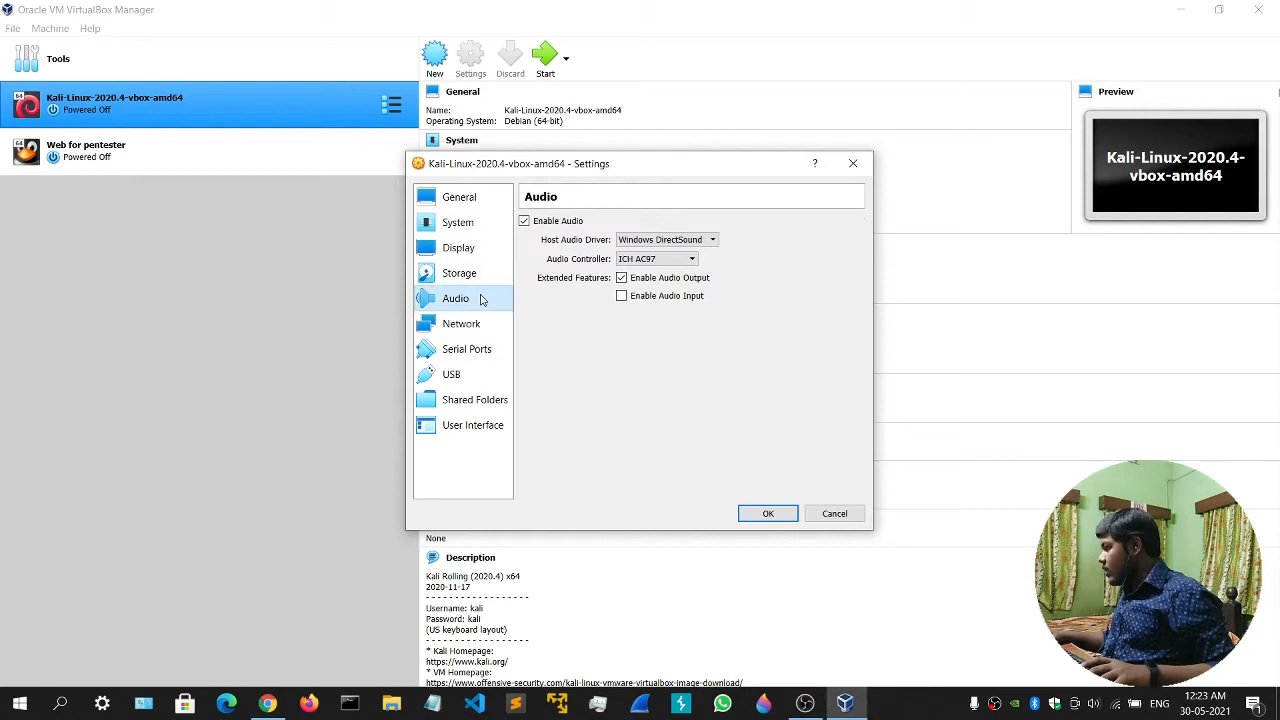 Oracle VM VirtualBox Manager
File Machine Help
Tools
New Settings Discard Start
64 Kali-Linux-2020.4-vbox-amd64
Powered Off
64 Web for pentester
Powered Off
General
Name: Kali-Linux-2020.4-vbox-amd64
Operating System: Debian (64-bit)
System
Preview
Kali-Linux-2020.4-
vbox-amd64
Kali-Linux-2020.4-vbox-amd64 - Settings
?
General
System
Display
Storage
Audio
Network
Serial Ports
USB
Shared Folders
User Interface
Audio
Enable Audio
Host Audio Driver: Windows DirectSound
Audio Controller: ICH AC97
Extended Features: Enable Audio Output
Enable Audio Input
OK Cancel
None
Description
Kali Rolling (2020.4) x64
2020-11-17
- - - - - - - - - - - - - - - - - -
Username: kali
Password: kali
(US keyboard layout)
- - - - - - - - - - - - - - - - - -
* Kali Homepage:
https://www.kali.org/
* VM Homepage:
https://www.offensive-security.com/kali-linux-vmware-virtualbox-image-download/
ENG
12:23 AM
30-05-2021